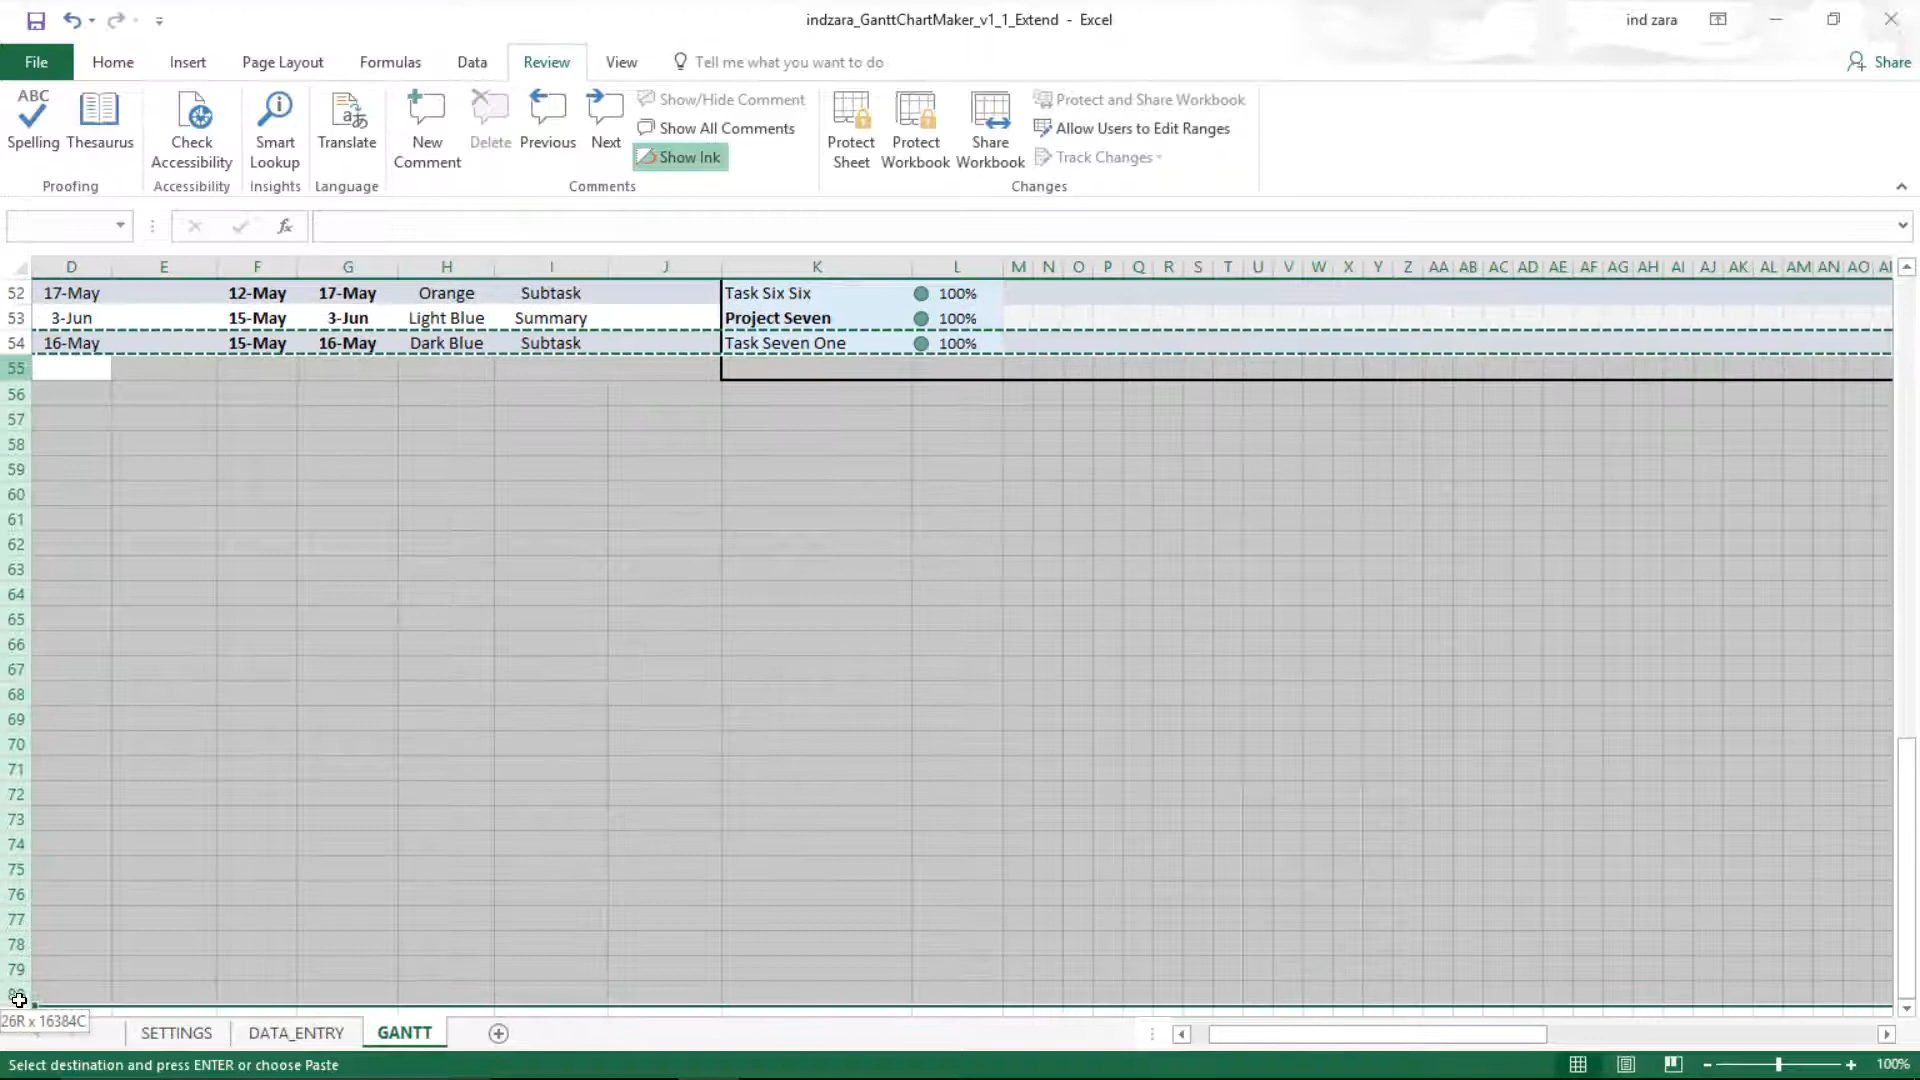 indzara_GanttChartMaker_v1_1_Extend - Excel
ind zara
File Home Insert Page Layout Formulas Data Review View Tell me what you want to do
Share
ABC
Spelling Thesaurus
Check Accessibility
Smart Lookup
Translate
New Comment
Delete Previous Next
Show/Hide Comment
Show All Comments
Show Ink
Protect Sheet
Protect Workbook
Share Workbook
Protect and Share Workbook
Allow Users to Edit Ranges
Track Changes
Proofing Accessibility Insights Language Comments Changes
fx
D E F G H I J K L M N O P Q R S T U V W X Y Z AA AB AC AD AE AF AG AH AI AJ AK AL AM AN AO
52 17-May 12-May 17-May Orange Subtask Task Six Six 100%
53 3-Jun 15-May 3-Jun Light Blue Summary Project Seven 100%
54 16-May 15-May 16-May Dark Blue Subtask Task Seven One 100%
55
56
57
58
59
60
61
62
63
64
65
66
67
68
69
70
71
72
73
74
75
76
77
78
79
26R x 16384C
SETTINGS DATA_ENTRY GANTT
Select destination and press ENTER or choose Paste
100%